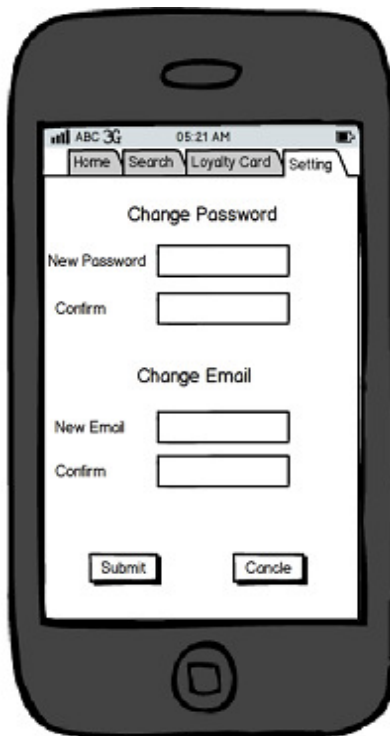 ABC 3G 05:21 AM
Home Search Loyalty Card Setting
Change Password
New Password
Confirm
Change Email
New Email
Confirm
Submit Cancle